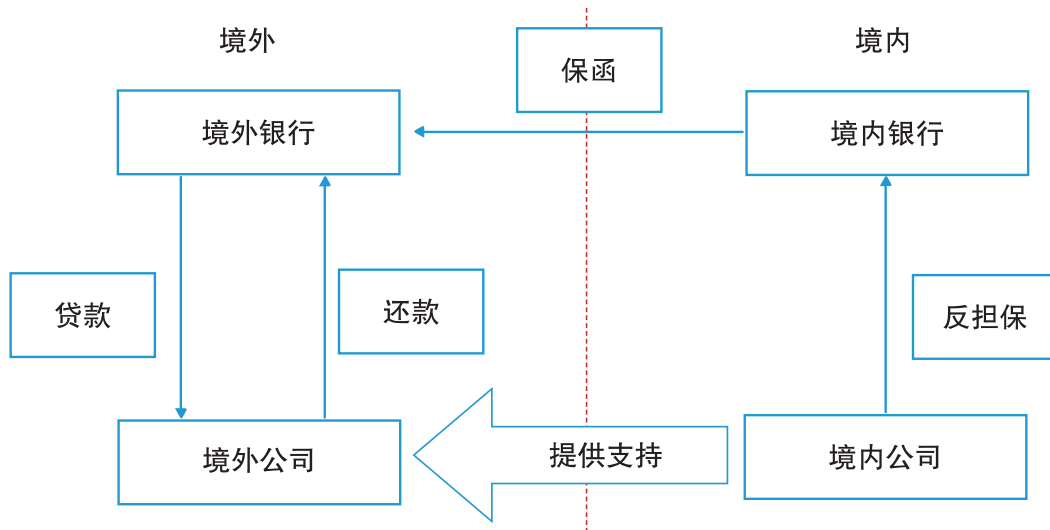 境外
境内
保函
境外银行
境内银行
贷款
还款
反担保
境外公司
提供支持
境内公司